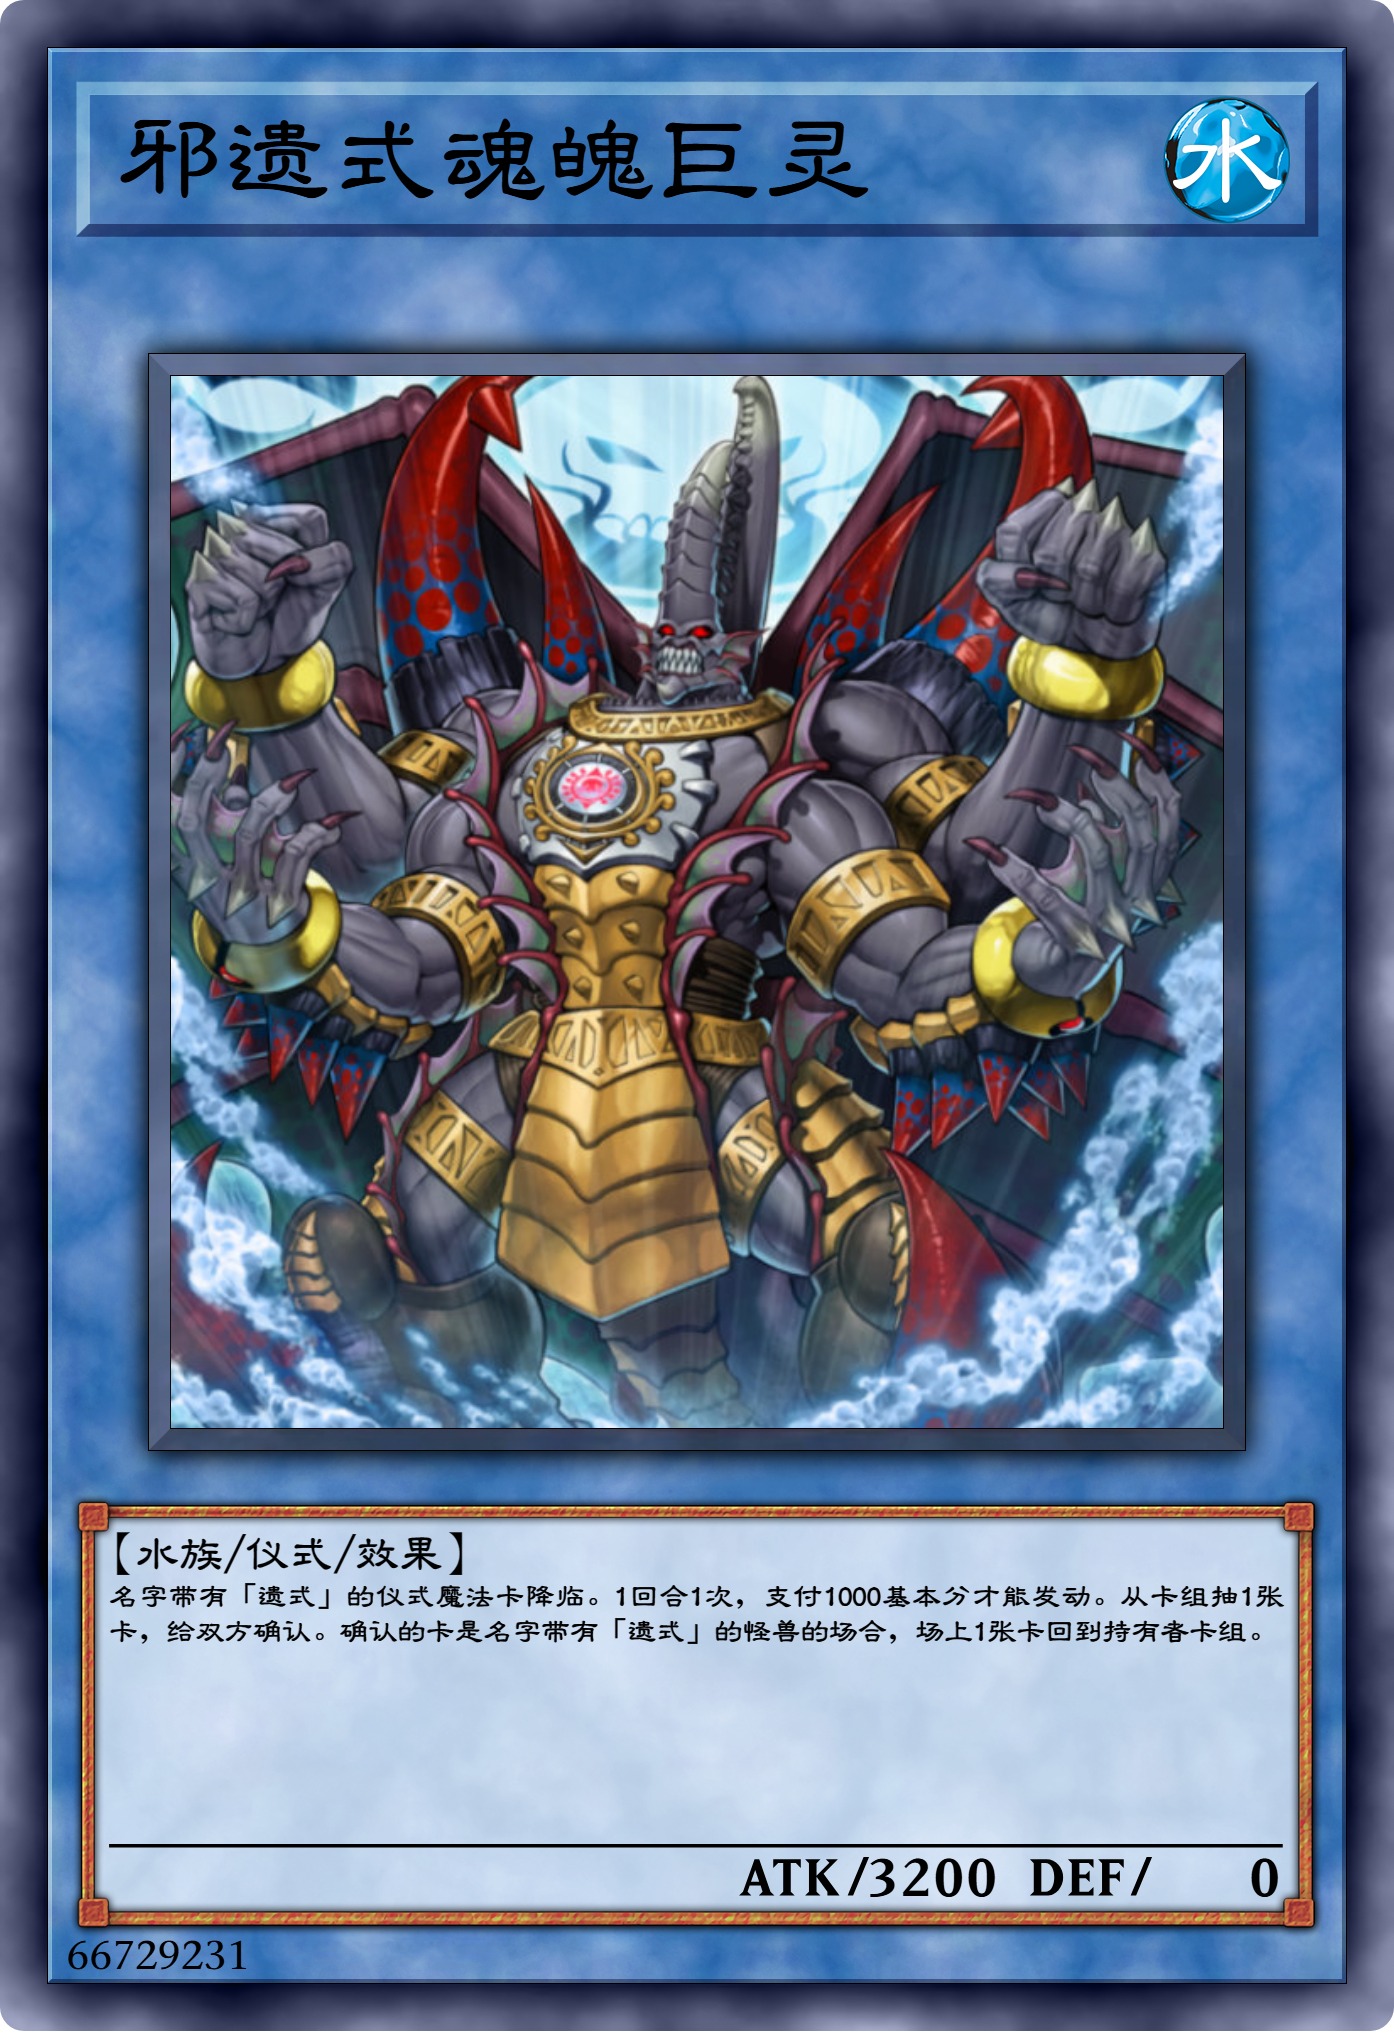 邪遗式魂魄巨灵
水
【水族/仪式/效果】
名字带有「遗式」的仪式魔法卡降临。1回合1次，支付1000基本分才能发动。从卡组抽1张
卡，给双方确认。确认的卡是名字带有「遗式」的怪兽的场合，场上1张卡回到持有者卡组。
ATK/3200 DEF/ 0
66729231